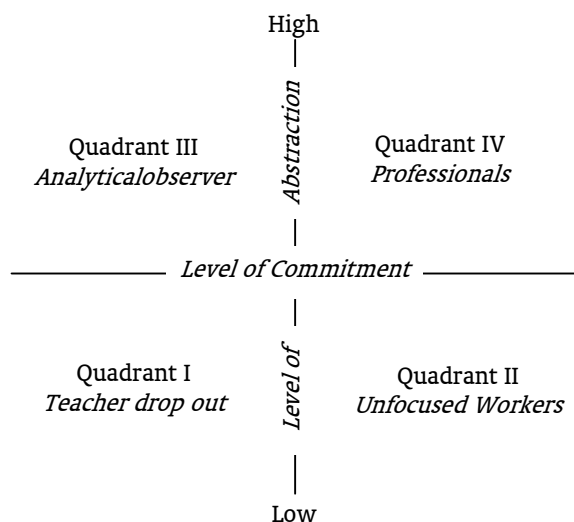 High
Abstraction
Quadrant III
Analyticalobserver
Quadrant IV
Professionals
Level of Commitment
Quadrant I
Teacher drop out
Level of
Quadrant II
Unfocused Workers
Low